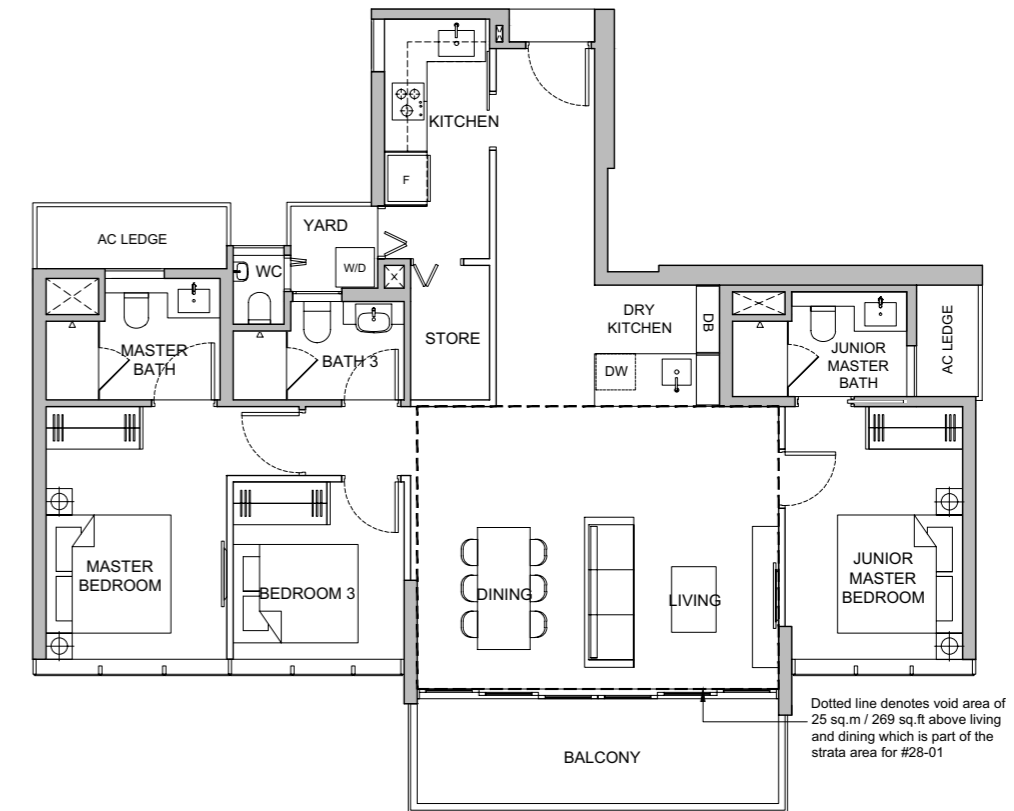 KITCHEN
F
YARD
AC LEDGE
WC
W/D
X
STORE
DRY
KITCHEN
DB
DW
MASTER
BATH
BATH 3
JUNIOR
MASTER
BATH
AC LEDGE
MASTER
BEDROOM
BEDROOM 3
DINING
LIVING
JUNIOR
MASTER
BEDROOM
BALCONY
Dotted line denotes void area of
25 sq.m / 269 sq.ft above living
and dining which is part of the
strata area for #28-01